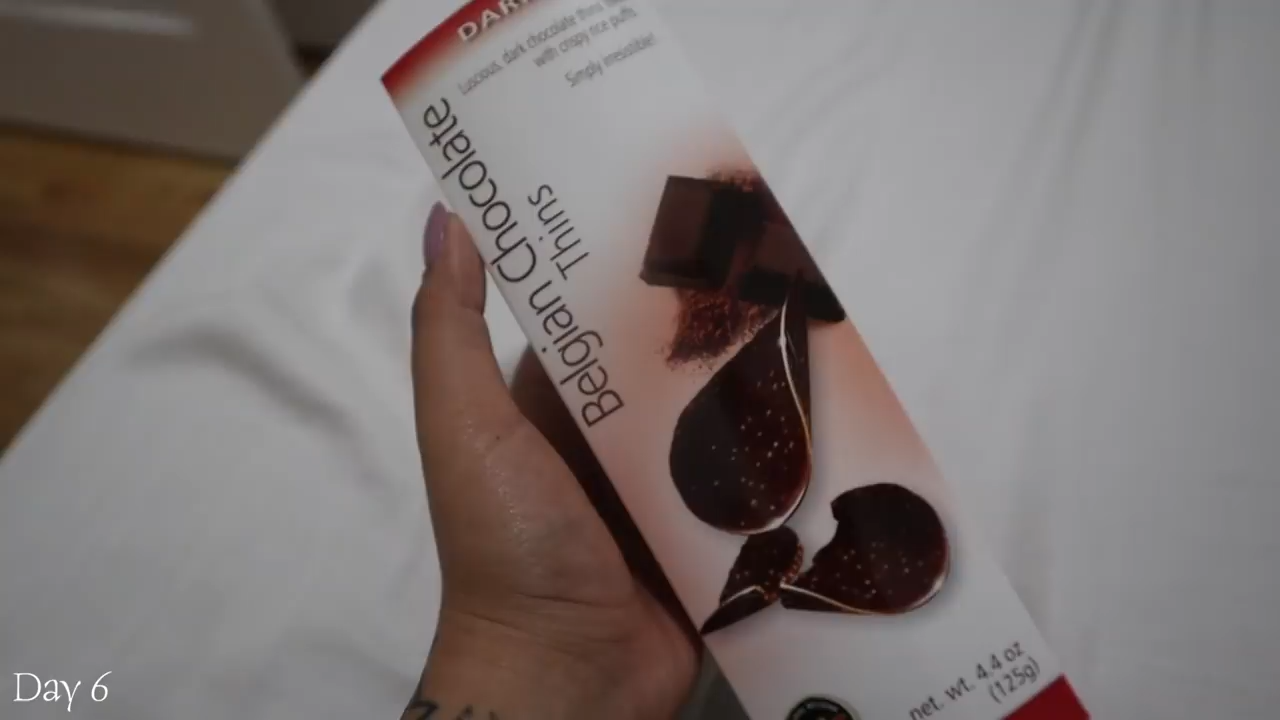 DARK
Luscious, dark chocolate thins
with crispy rice puffs.
Simply irresistible!
Belgian Chocolate
Thins
net. wt. 4.4 oz
(125g)
Day 6